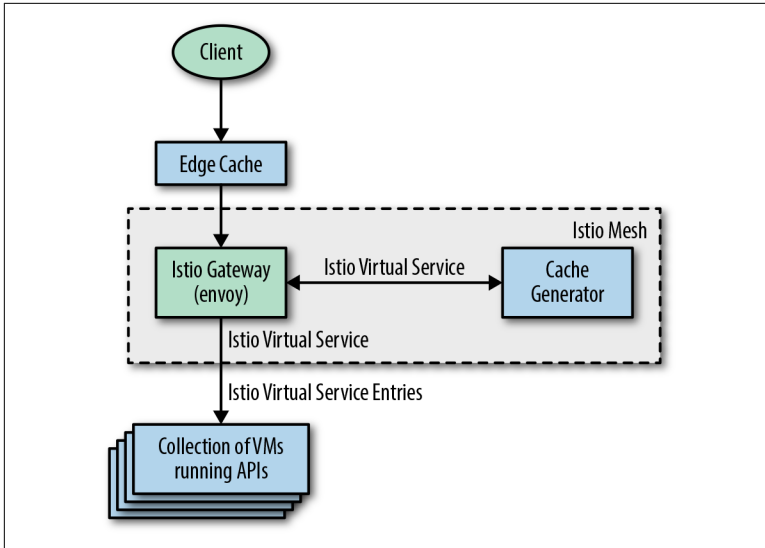 Client
Edge Cache
Istio Mesh
Istio Gateway
(envoy)
Istio Virtual Service
Cache
Generator
Istio Virtual Service
Istio Virtual Service Entries
Collection of VMs
running APIs